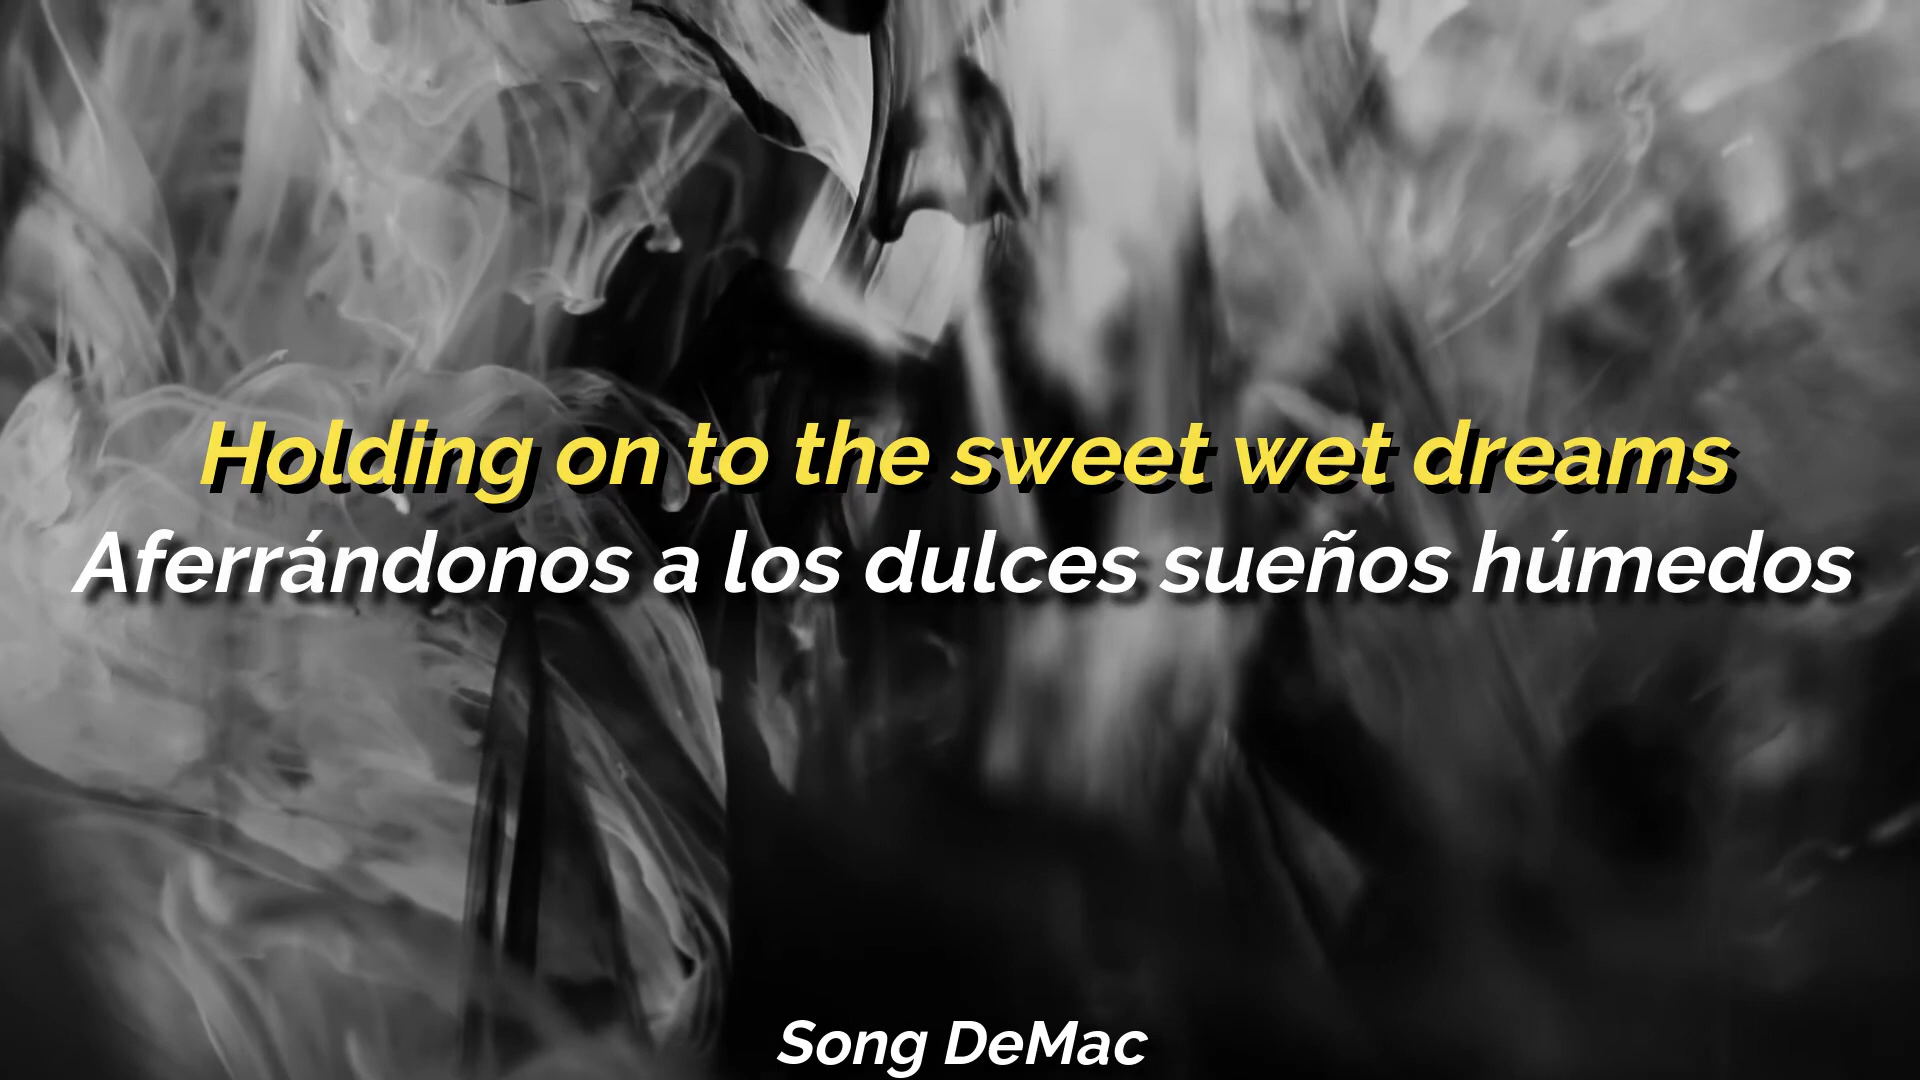 Holding on to the sweet wet dreams
Aferrándonos a los dulces sueños húmedos
Song DeMac